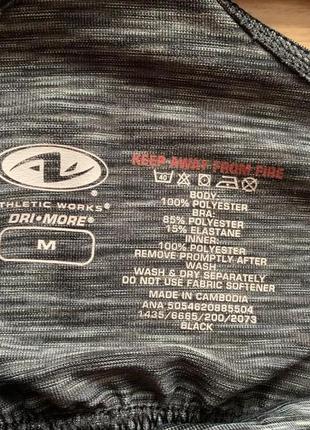 ATHLETIC WORKS®
DRI•MORE®
M
KEEP AWAY FROM FIRE
40
BODY:
100% POLYESTER
BRA:
85% POLYESTER
15% ELASTANE
INNER:
100% POLYESTER
REMOVE PROMPTLY AFTER
WASH
WASH & DRY SEPARATELY
DO NOT USE FABRIC SOFTENER
MADE IN CAMBODIA
ANA 5054620885504
1435/6665/200/2073
BLACK